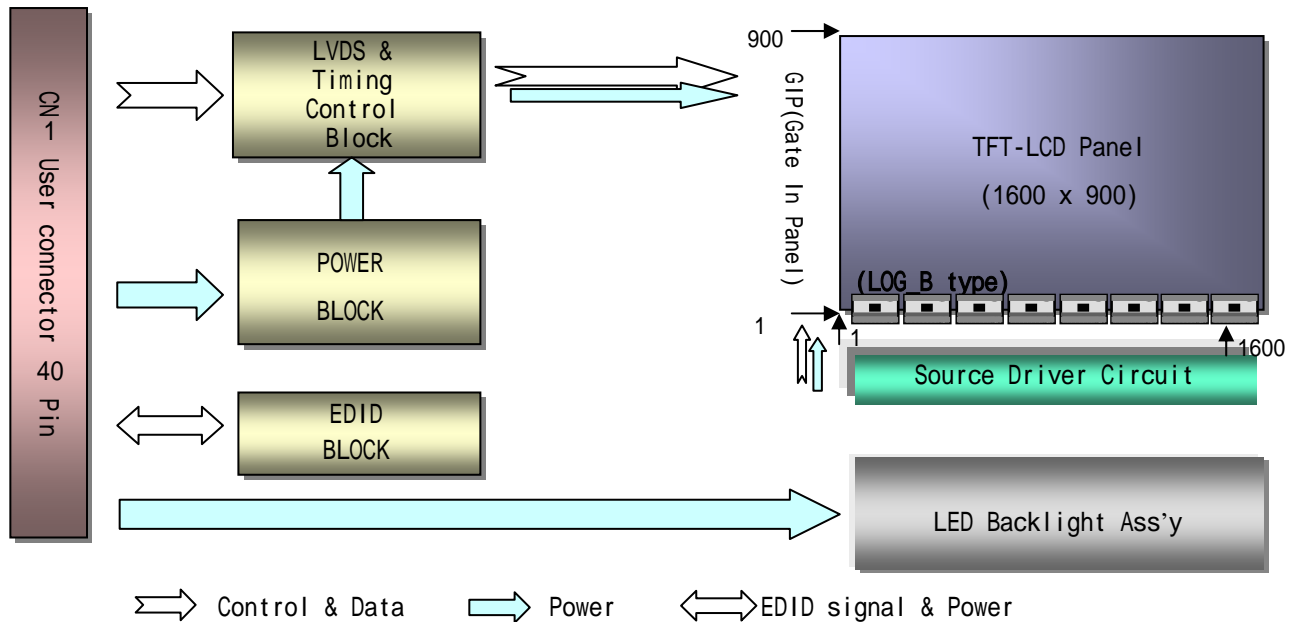 CN-1 User connector 40 Pin
LVDS &
Timing
Control
Block
POWER
BLOCK
EDID
BLOCK
900
GIP(Gate In Panel)
1
TFT-LCD Panel
(1600 x 900)
(LOG_B type)
1
1600
Source Driver Circuit
LED Backlight Ass'y
Control & Data
Power
EDID signal & Power